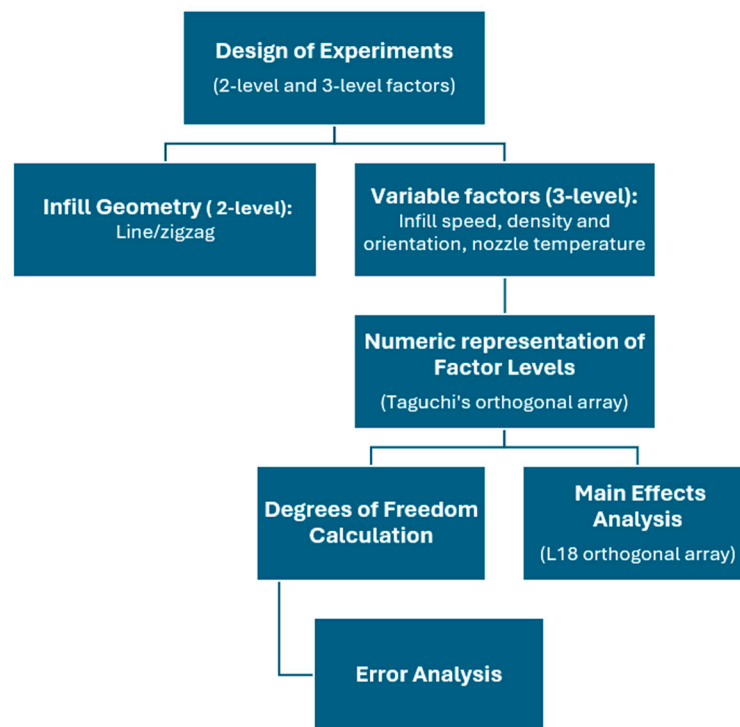 Design of Experiments
(2-level and 3-level factors)
Infill Geometry ( 2-level):
Line/zigzag
Variable factors (3-level):
Infill speed, density and
orientation, nozzle temperature
Numeric representation of
Factor Levels
(Taguchi's orthogonal array)
Degrees of Freedom
Calculation
Main Effects
Analysis
(L18 orthogonal array)
Error Analysis